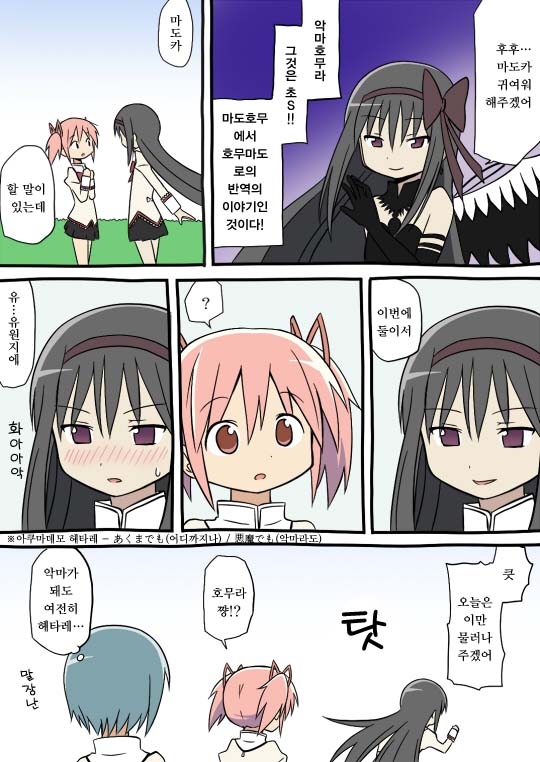 후후…
마도카
귀여워
해주겠어
악마호무라
그것은 초S!!
마도호무
에서
호무마도
로의
반역의
이야기인
것이다!
마도카
할 말이
있는데
이번에
둘이서
?
유…유원지에
화아아악
※아쿠마데모 헤타레 - あくまでも(어디까지나) / 悪魔でも(악마라도)
큿
오늘은
이만
물러나
주겠어
탓
호무라
쨩!?
악마가
돼도
여전히
헤타레…
말장난